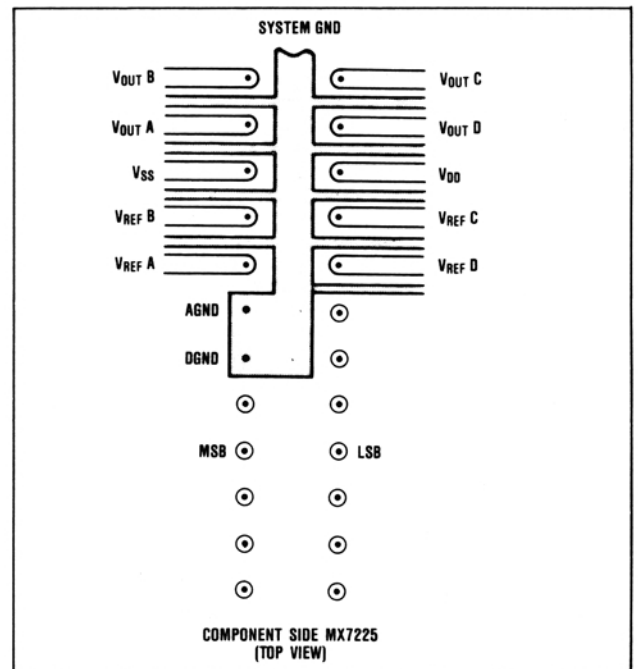 SYSTEM GND
VOUT B
VOUT C
VOUT A
VOUT D
VSS
VDD
VREF B
VREF C
VREF A
VREF D
AGND
DGND
MSB
LSB
COMPONENT SIDE MX7225
(TOP VIEW)